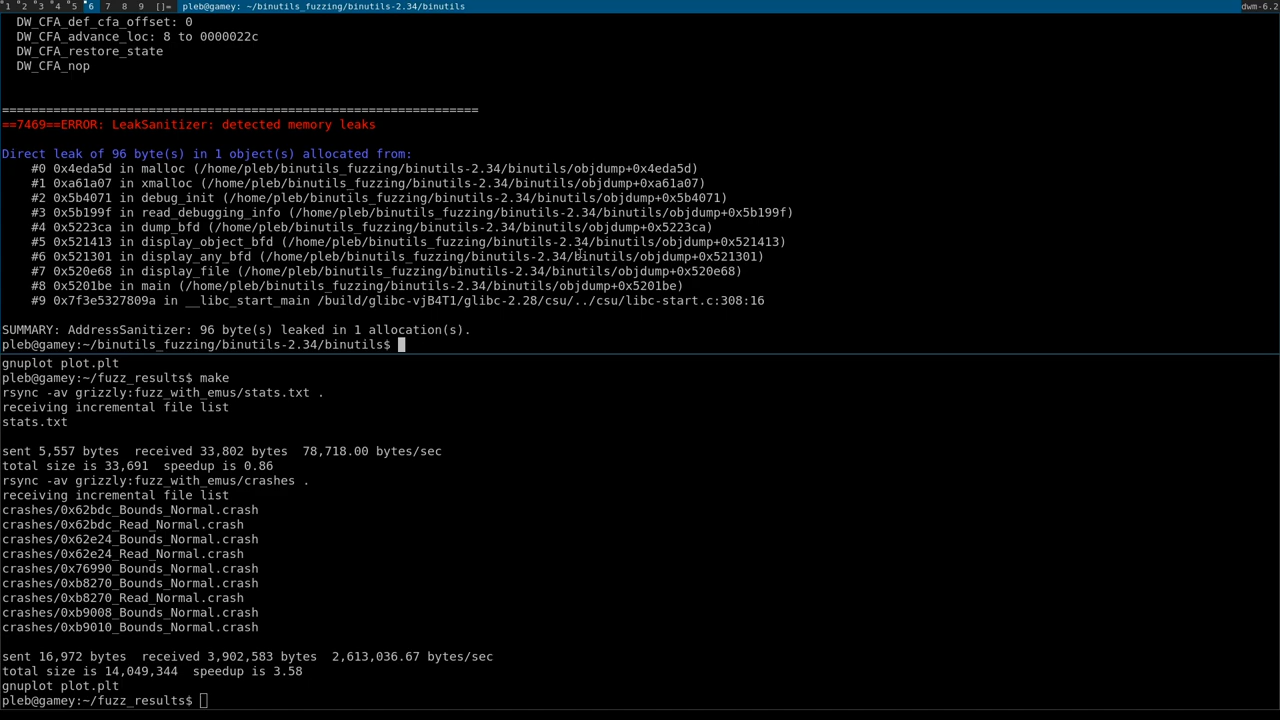 1 2 3 4 5 6 7 8 9 []= pleb@gamey: ~/binutils_fuzzing/binutils-2.34/binutils dwm-6.2
DW_CFA_def_cfa_offset: 0
DW_CFA_advance_loc: 8 to 0000022c
DW_CFA_restore_state
DW_CFA_nop
=================================================================
==7469==ERROR: LeakSanitizer: detected memory leaks
Direct leak of 96 byte(s) in 1 object(s) allocated from:
#0 0x4eda5d in malloc (/home/pleb/binutils_fuzzing/binutils-2.34/binutils/objdump+0x4eda5d)
#1 0xa61a07 in xmalloc (/home/pleb/binutils_fuzzing/binutils-2.34/binutils/objdump+0xa61a07)
#2 0x5b4071 in debug_init (/home/pleb/binutils_fuzzing/binutils-2.34/binutils/objdump+0x5b4071)
#3 0x5b199f in read_debugging_info (/home/pleb/binutils_fuzzing/binutils-2.34/binutils/objdump+0x5b199f)
#4 0x5223ca in dump_bfd (/home/pleb/binutils_fuzzing/binutils-2.34/binutils/objdump+0x5223ca)
#5 0x521413 in display_object_bfd (/home/pleb/binutils_fuzzing/binutils-2.34/binutils/objdump+0x521413)
#6 0x521301 in display_any_bfd (/home/pleb/binutils_fuzzing/binutils-2.34/binutils/objdump+0x521301)
#7 0x520e68 in display_file (/home/pleb/binutils_fuzzing/binutils-2.34/binutils/objdump+0x520e68)
#8 0x5201be in main (/home/pleb/binutils_fuzzing/binutils-2.34/binutils/objdump+0x5201be)
#9 0x7f3e5327809a in __libc_start_main /build/glibc-vjB4T1/glibc-2.28/csu/../csu/libc-start.c:308:16
SUMMARY: AddressSanitizer: 96 byte(s) leaked in 1 allocation(s).
pleb@gamey:~/binutils_fuzzing/binutils-2.34/binutils$
gnuplot plot.plt
pleb@gamey:~/fuzz_results$ make
rsync -av grizzly:fuzz_with_emus/stats.txt .
receiving incremental file list
stats.txt
sent 5,557 bytes  received 33,802 bytes  78,718.00 bytes/sec
total size is 33,691  speedup is 0.86
rsync -av grizzly:fuzz_with_emus/crashes .
receiving incremental file list
crashes/0x62bdc_Bounds_Normal.crash
crashes/0x62bdc_Read_Normal.crash
crashes/0x62e24_Bounds_Normal.crash
crashes/0x62e24_Read_Normal.crash
crashes/0x76990_Bounds_Normal.crash
crashes/0xb8270_Bounds_Normal.crash
crashes/0xb8270_Read_Normal.crash
crashes/0xb9008_Bounds_Normal.crash
crashes/0xb9010_Bounds_Normal.crash
sent 16,972 bytes  received 3,902,583 bytes  2,613,036.67 bytes/sec
total size is 14,049,344  speedup is 3.58
gnuplot plot.plt
pleb@gamey:~/fuzz_results$